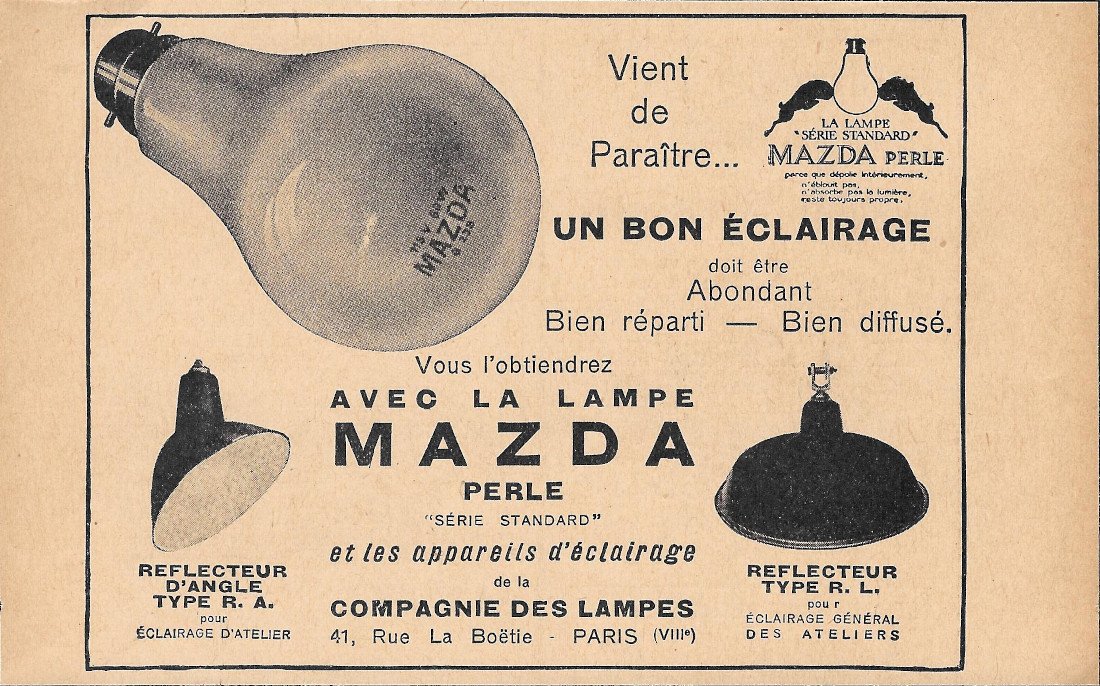 115 V 60 W
MAZDA
Vient
de
Paraître...
LA LAMPE
"SÉRIE STANDARD"
MAZDA PERLE
parce que dépolie intérieurement,
n'éblouit pas,
n'absorbe pas la lumière,
reste toujours propre.
UN BON ÉCLAIRAGE
doit être
Abondant
Bien réparti — Bien diffusé.
Vous l'obtiendrez
AVEC LA LAMPE
MAZDA
PERLE
"SÉRIE STANDARD"
et les appareils d'éclairage
de la
COMPAGNIE DES LAMPES
41, Rue La Boëtie - PARIS (VIIIe)
REFLECTEUR
D'ANGLE
TYPE R. A.
pour
ÉCLAIRAGE D'ATELIER
REFLECTEUR
TYPE R. L.
pour
ÉCLAIRAGE GÉNÉRAL
DES ATELIERS